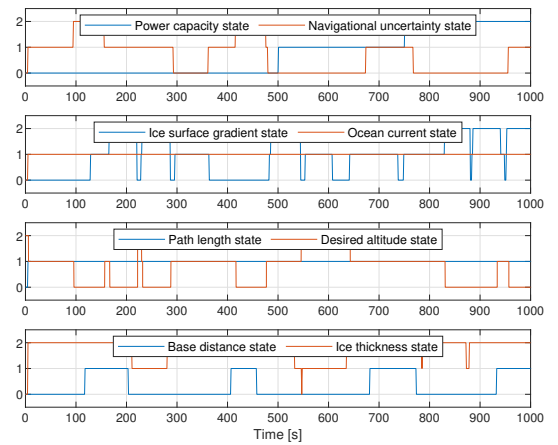 2
Power capacity state Navigational uncertainty state
1
0
0 100 200 300 400 500 600 700 800 900 1000
2
Ice surface gradient state Ocean current state
1
0
0 100 200 300 400 500 600 700 800 900 1000
2
Path length state Desired altitude state
1
0
0 100 200 300 400 500 600 700 800 900 1000
2
Base distance state Ice thickness state
1
0
0 100 200 300 400 500 600 700 800 900 1000
Time [s]